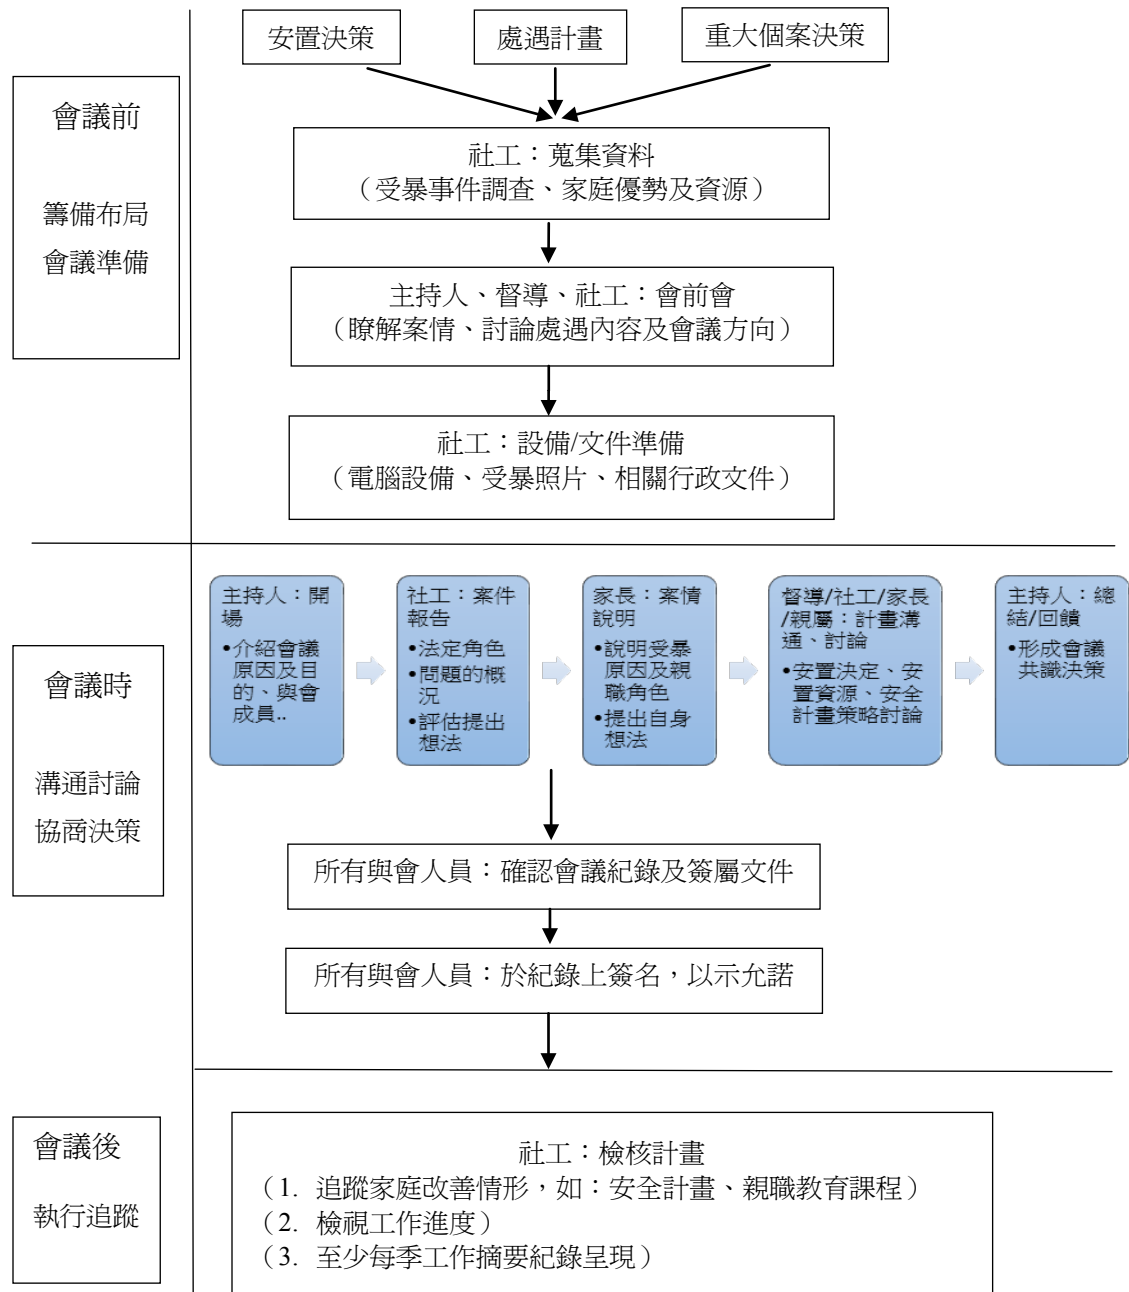 安置決策
處遇計畫
重大個案決策
會議前
籌備布局
會議準備
社工：蒐集資料
（受暴事件調查、家庭優勢及資源）
主持人、督導、社工：會前會
（瞭解案情、討論處遇內容及會議方向）
社工：設備/文件準備
（電腦設備、受暴照片、相關行政文件）
會議時
溝通討論
協商決策
主持人：開
場
•介紹會議
原因及目
的、與會
成員..
社工：案件
報告
•法定角色
•問題的概
況
•評估提出
想法
家長：案情
說明
•說明受暴
原因及親
職角色
•提出自身
想法
督導/社工/家長
/親屬：計畫溝
通、討論
•安置決定、安
置資源、安全
計畫策略討論
主持人：總
結/回饋
•形成會議
共識決策
所有與會人員：確認會議紀錄及簽屬文件
所有與會人員：於紀錄上簽名，以示允諾
會議後
執行追蹤
社工：檢核計畫
（1. 追蹤家庭改善情形，如：安全計畫、親職教育課程）
（2. 檢視工作進度）
（3. 至少每季工作摘要紀錄呈現）